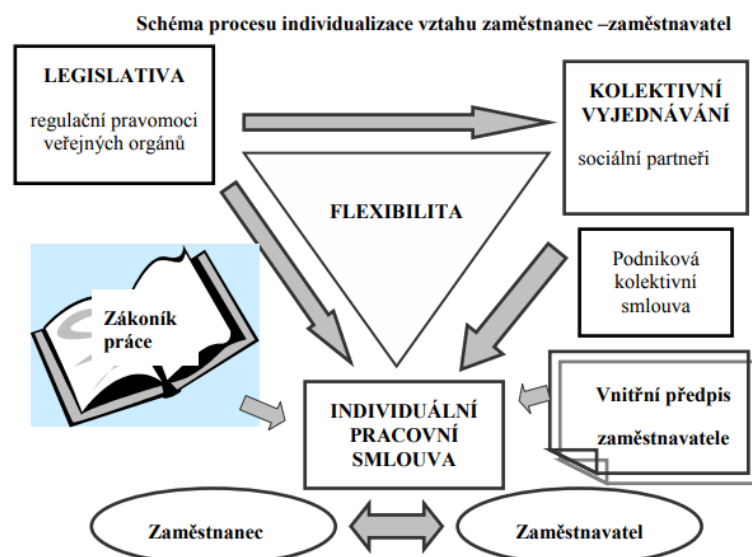 Schéma procesu individualizace vztahu zaměstnanec –zaměstnavatel
LEGISLATIVA
regulační pravomoci
veřejných orgánů
KOLEKTIVNÍ
VYJEDNÁVÁNÍ
sociální partneři
FLEXIBILITA
Podniková
kolektivní
smlouva
Zákoník
práce
Vnitřní předpis
zaměstnavatele
INDIVIDUÁLNÍ
PRACOVNÍ
SMLOUVA
Zaměstnanec
Zaměstnavatel